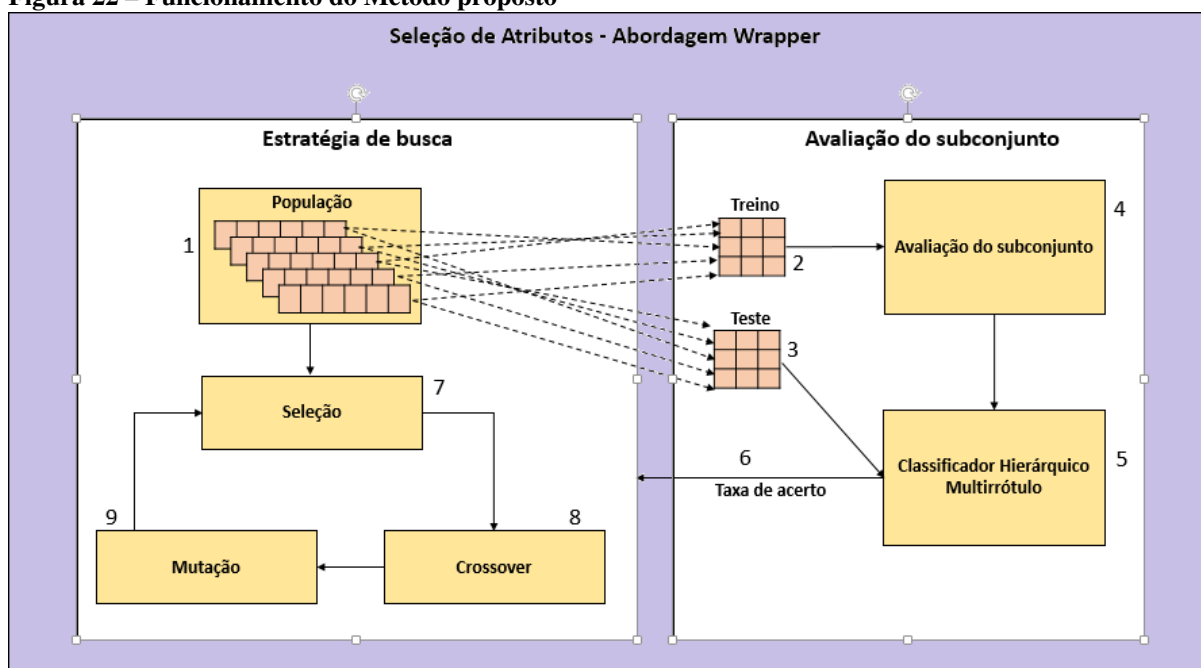 Figura 22 – Funcionamento do Método proposto
Seleção de Atributos - Abordagem Wrapper
Estratégia de busca
População
1
Seleção
7
Crossover
8
Mutação
9
Avaliação do subconjunto
Treino
2
Teste
3
Avaliação do subconjunto
4
Classificador Hierárquico
Multirrótulo
5
6
Taxa de acerto